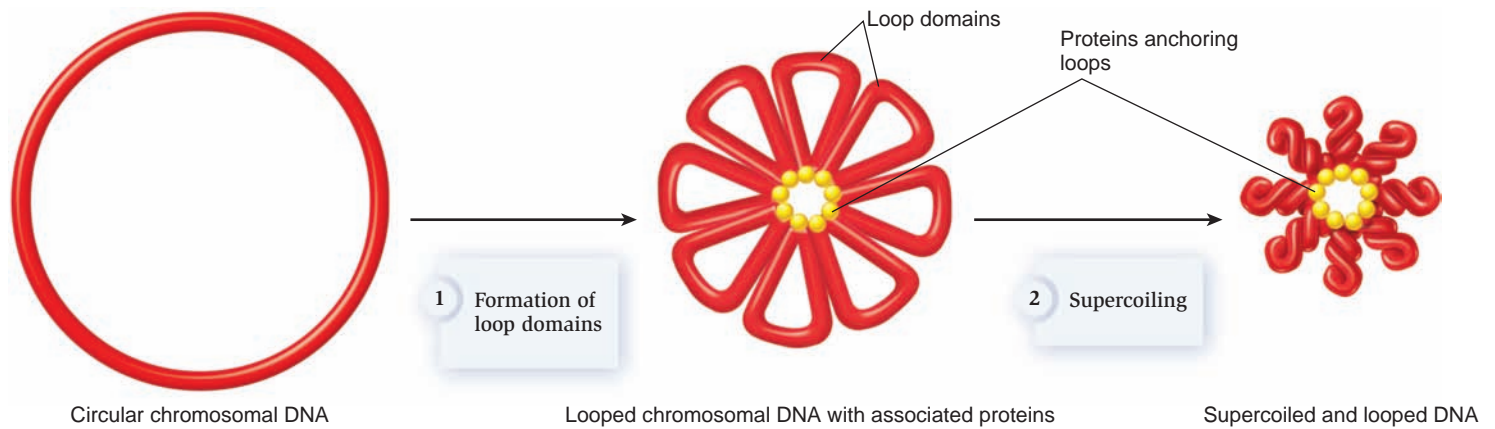 Loop domains
Proteins anchoring
loops
1
Formation of
loop domains
2
Supercoiling
Circular chromosomal DNA
Looped chromosomal DNA with associated proteins
Supercoiled and looped DNA